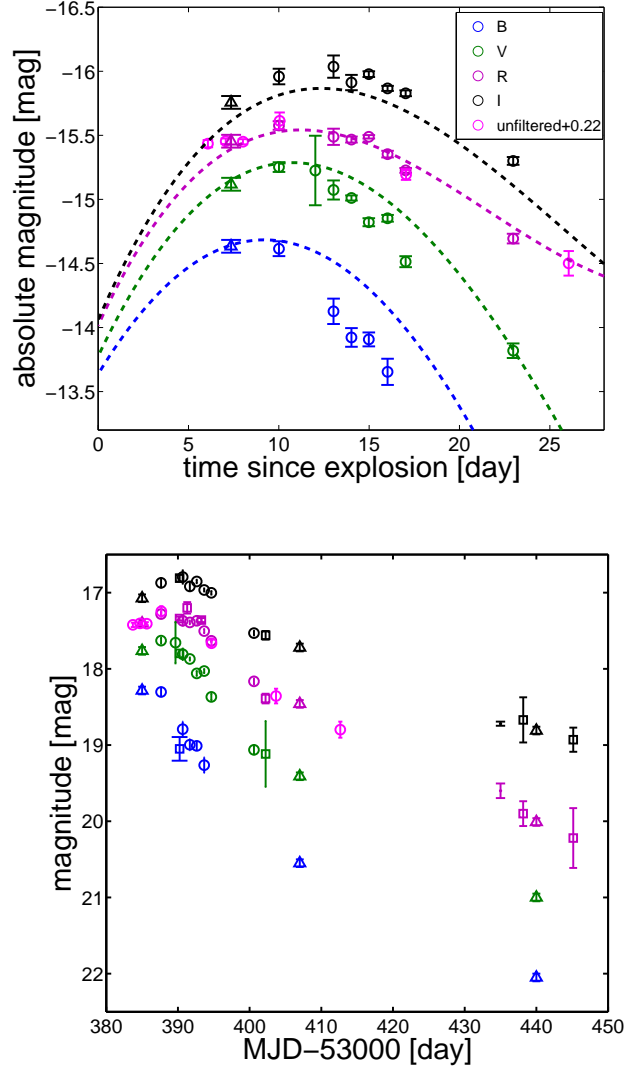 -16.5
-16
-15.5
-15
-14.5
-14
-13.5
absolute magnitude [mag]
B
V
R
I
unfiltered+0.22
0 5 10 15 20 25
time since explosion [day]
17
18
19
20
21
22
magnitude [mag]
380 390 400 410 420 430 440 450
MJD-53000 [day]